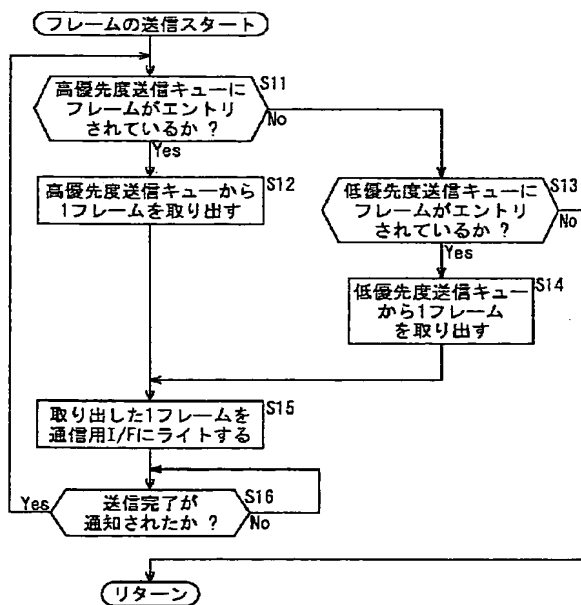 フレームの送信スタート
高優先度送信キューに
フレームがエントリ
されているか ?
S11
No
Yes
高優先度送信キューから
1フレームを取り出す
S12
低優先度送信キューに
フレームがエントリ
されているか ?
S13
No
Yes
低優先度送信キュー
から1フレーム
を取り出す
S14
取り出した1フレームを
通信用I/Fにライトする
S15
送信完了が
通知されたか ?
S16
Yes
No
リターン